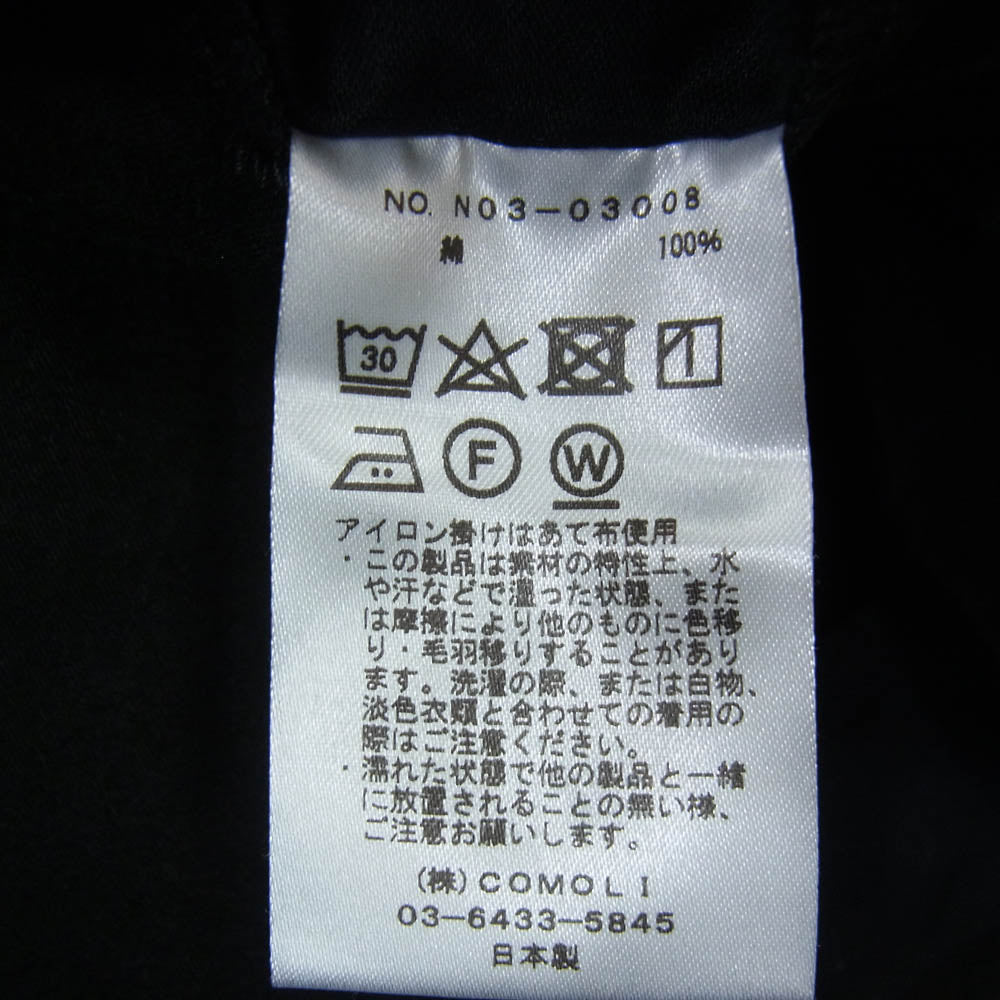 NO. N03-03008
綿 100%
30
F W
アイロン掛けはあて布使用
・この製品は素材の特性上、水
や汗などで湿った状態、また
は摩擦により他のものに色移
り・毛羽移りすることがあり
ます。洗濯の際、または白物、
淡色衣類と合わせての着用の
際はご注意ください。
・濡れた状態で他の製品と一緒
に放置されることの無い様、
ご注意お願いします。
(株)COMOLI
03-6433-5845
日本製